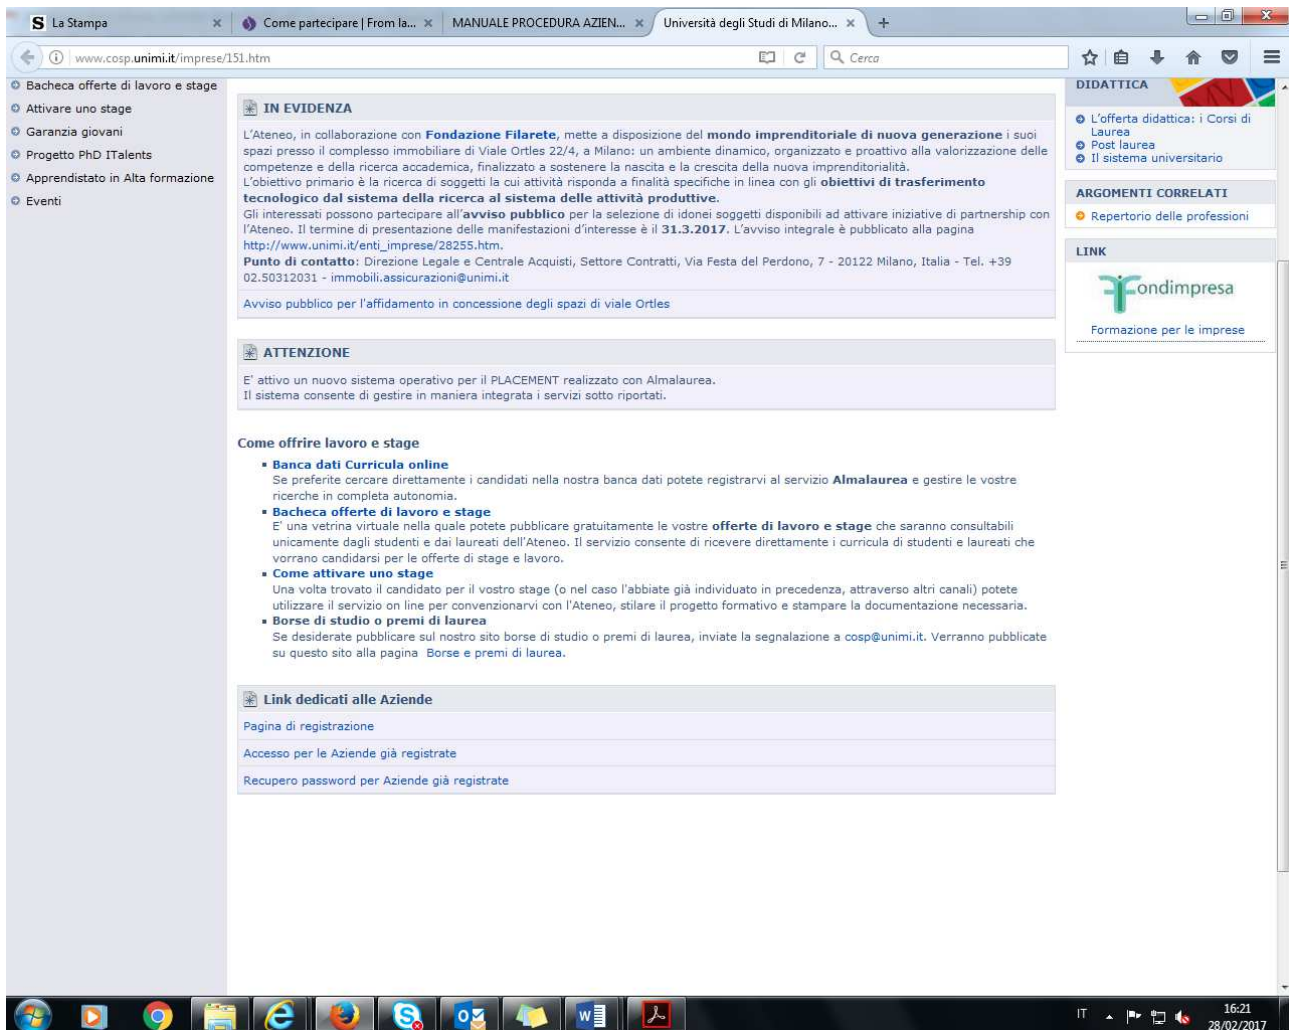 La Stampa
Come partecipare | From la...
MANUALE PROCEDURA AZIEN...
Università degli Studi di Milano...
www.cosp.unimi.it/imprese/151.htm
Cerca
Bacheca offerte di lavoro e stage
Attivare uno stage
Garanzia giovani
Progetto PhD ITalents
Apprendistato in Alta formazione
Eventi
IN EVIDENZA
L'Ateneo, in collaborazione con Fondazione Filarete, mette a disposizione del mondo imprenditoriale di nuova generazione i suoi
spazi presso il complesso immobiliare di Viale Ortles 22/4, a Milano: un ambiente dinamico, organizzato e proattivo alla valorizzazione delle
competenze e della ricerca accademica, finalizzato a sostenere la nascita e la crescita della nuova imprenditorialità.
L'obiettivo primario è la ricerca di soggetti la cui attività risponda a finalità specifiche in linea con gli obiettivi di trasferimento
tecnologico dal sistema della ricerca al sistema delle attività produttive.
Gli interessati possono partecipare all'avviso pubblico per la selezione di idonei soggetti disponibili ad attivare iniziative di partnership con
l'Ateneo. Il termine di presentazione delle manifestazioni d'interesse è il 31.3.2017. L'avviso integrale è pubblicato alla pagina
http://www.unimi.it/enti_imprese/28255.htm.
Punto di contatto: Direzione Legale e Centrale Acquisti, Settore Contratti, Via Festa del Perdono, 7 - 20122 Milano, Italia - Tel. +39
02.50312031 - immobili.assicurazioni@unimi.it
Avviso pubblico per l'affidamento in concessione degli spazi di viale Ortles
ATTENZIONE
E' attivo un nuovo sistema operativo per il PLACEMENT realizzato con Almalaurea.
Il sistema consente di gestire in maniera integrata i servizi sotto riportati.
Come offrire lavoro e stage
Banca dati Curricula online
Se preferite cercare direttamente i candidati nella nostra banca dati potete registrarvi al servizio Almalaurea e gestire le vostre
ricerche in completa autonomia.
Bacheca offerte di lavoro e stage
E' una vetrina virtuale nella quale potete pubblicare gratuitamente le vostre offerte di lavoro e stage che saranno consultabili
unicamente dagli studenti e dai laureati dell'Ateneo. Il servizio consente di ricevere direttamente i curricula di studenti e laureati che
vorrano candidarsi per le offerte di stage e lavoro.
Come attivare uno stage
Una volta trovato il candidato per il vostro stage (o nel caso l'abbiate già individuato in precedenza, attraverso altri canali) potete
utilizzare il servizio on line per convenzionarvi con l'Ateneo, stilare il progetto formativo e stampare la documentazione necessaria.
Borse di studio o premi di laurea
Se desiderate pubblicare sul nostro sito borse di studio o premi di laurea, inviate la segnalazione a cosp@unimi.it. Verranno pubblicate
su questo sito alla pagina Borse e premi di laurea.
Link dedicati alle Aziende
Pagina di registrazione
Accesso per le Aziende già registrate
Recupero password per Aziende già registrate
DIDATTICA
L'offerta didattica: i Corsi di
Laurea
Post laurea
Il sistema universitario
ARGOMENTI CORRELATI
Repertorio delle professioni
LINK
Fondimpresa
Formazione per le imprese
IT
16:21
28/02/2017